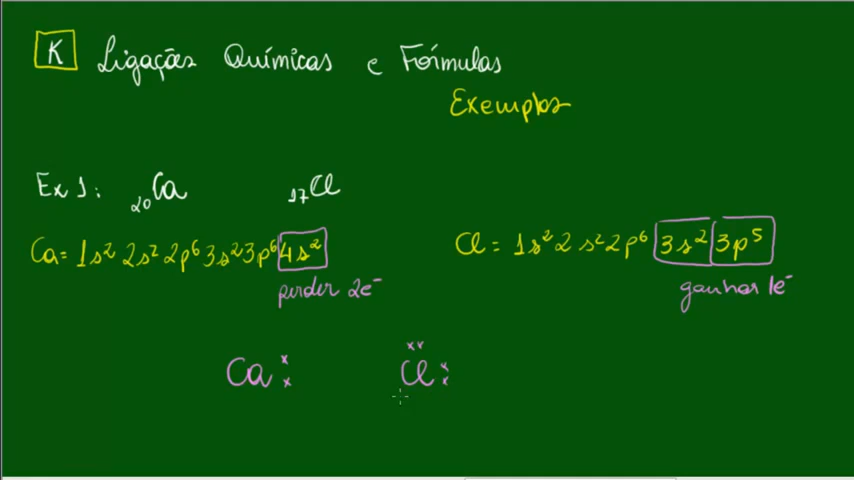 K Ligações Químicas e Fórmulas
Exemplos
Ex 1: ₂₀Ca ₁₇Cl
Ca = 1s² 2s² 2p⁶ 3s² 3p⁶ 4s² Cl = 1s² 2s² 2p⁶ 3s² 3p⁵
perder 2e⁻ ganhar 1e⁻
Ca Cl